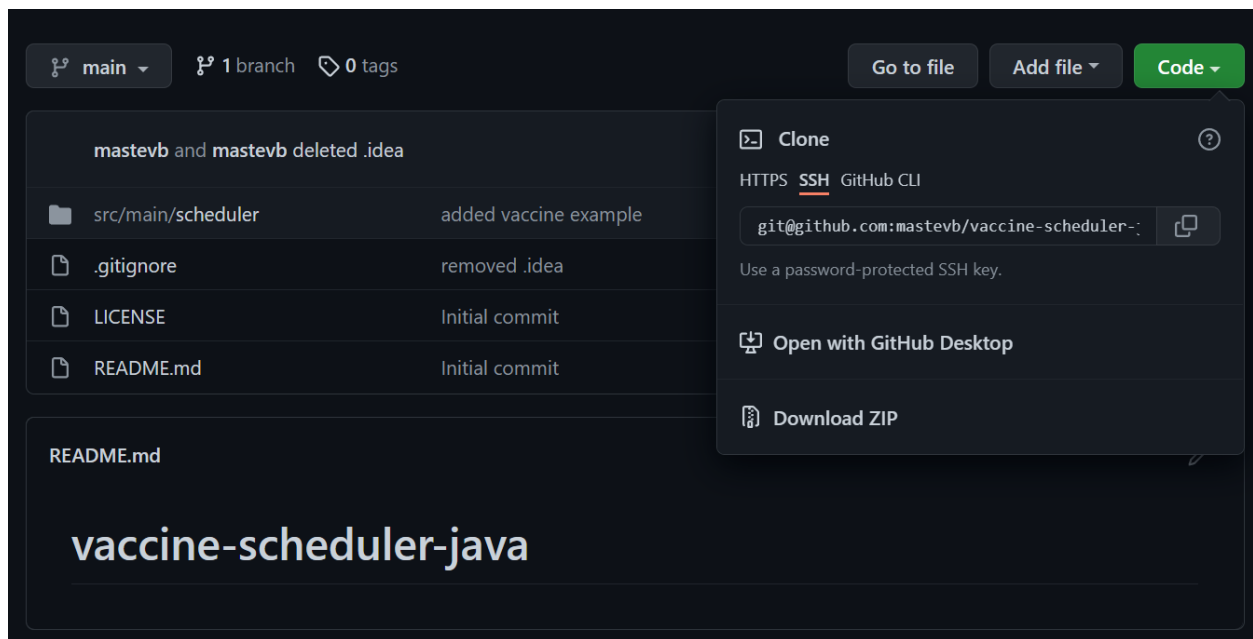 main 1 branch 0 tags Go to file Add file Code
mastevb and mastevb deleted .idea
src/main/scheduler added vaccine example
.gitignore removed .idea
LICENSE Initial commit
README.md Initial commit
Clone
HTTPS SSH GitHub CLI
git@github.com:mastevb/vaccine-scheduler-
Use a password-protected SSH key.
Open with GitHub Desktop
Download ZIP
README.md
vaccine-scheduler-java